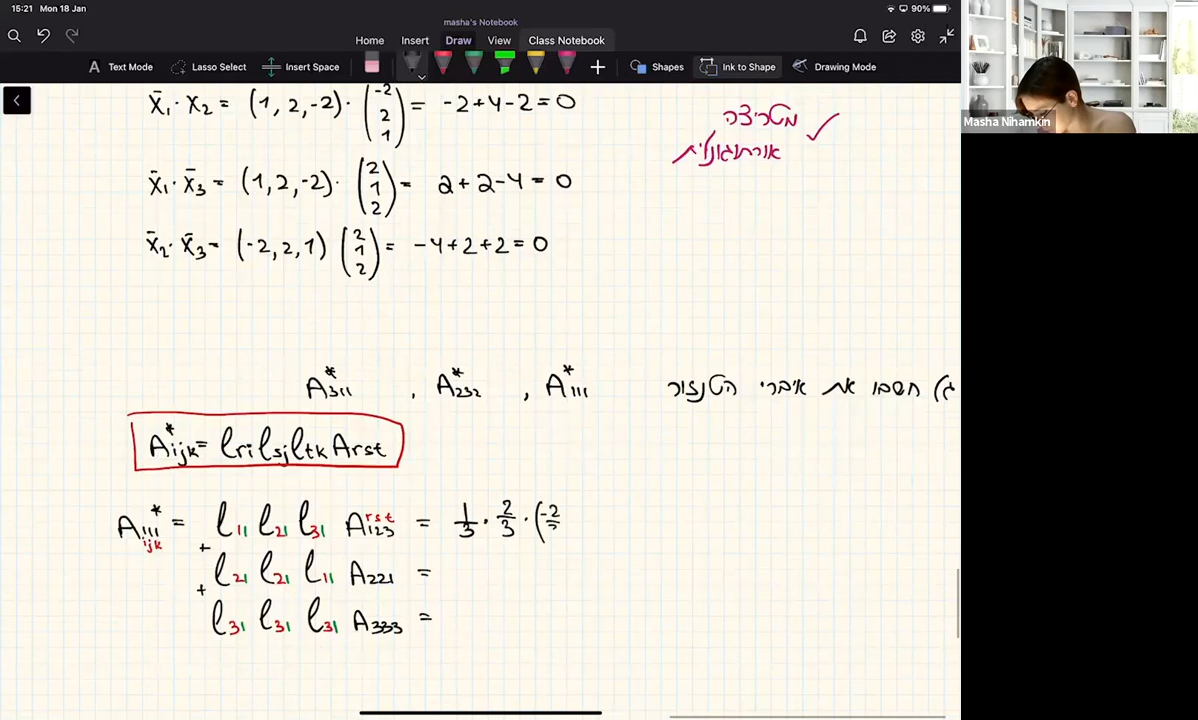 15:21 Mon 18 Jan
90%
masha's Notebook
Home Insert Draw View Class Notebook
Text Mode Lasso Select Insert Space Shapes Ink to Shape Drawing Mode
Masha Nihamkin
x̄₁ · x₂ = (1, 2, -2) · (-2 2 1) = -2+4-2 = 0
x̄₁ · x̄₃ = (1, 2, -2) · (2 1 2) = 2+2-4 = 0
x̄₂ · x̄₃ = (-2, 2, 1) (2 1 2) = -4+2+2 = 0
מטריצה
אורתוגונלית ✓
ג) חשבו את איברי הטנזור A*₁₁₁ , A*₂₃₂ , A*₃₁₁
A*ijk = lri lsj ltk Arst
A*₁₁₁ = l₁₁ l₂₁ l₃₁ A₁₂₃ = 1/3 · 2/3 · (-2/3
ijk rst
+ l₂₁ l₂₁ l₁₁ A₂₂₁ =
+ l₃₁ l₃₁ l₃₁ A₃₃₃ =